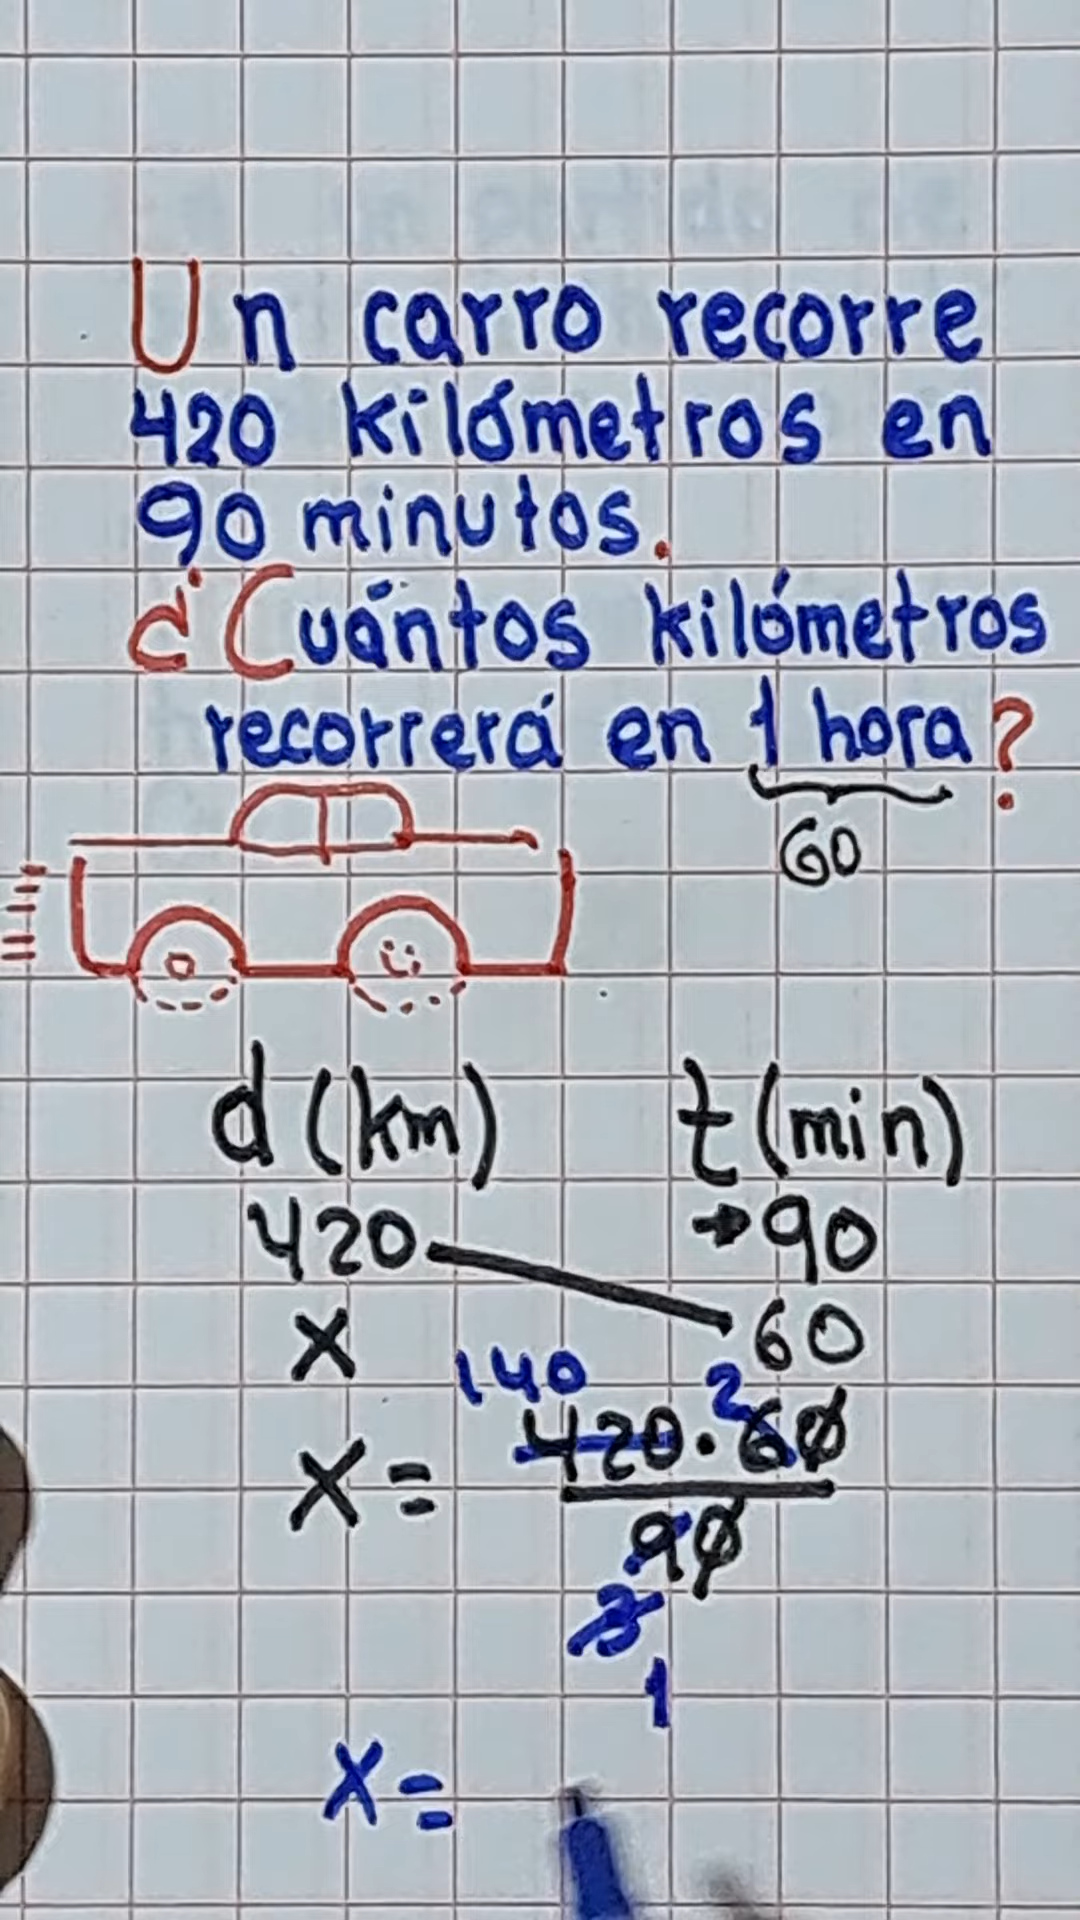 Un carro recorre
420 kilómetros en
90 minutos.
¿Cuántos kilómetros
recorrerá en 1 hora?
60
d (km) t (min)
420 → 90
x 60
140 2
x = 420 · 60
90
3
1
x =